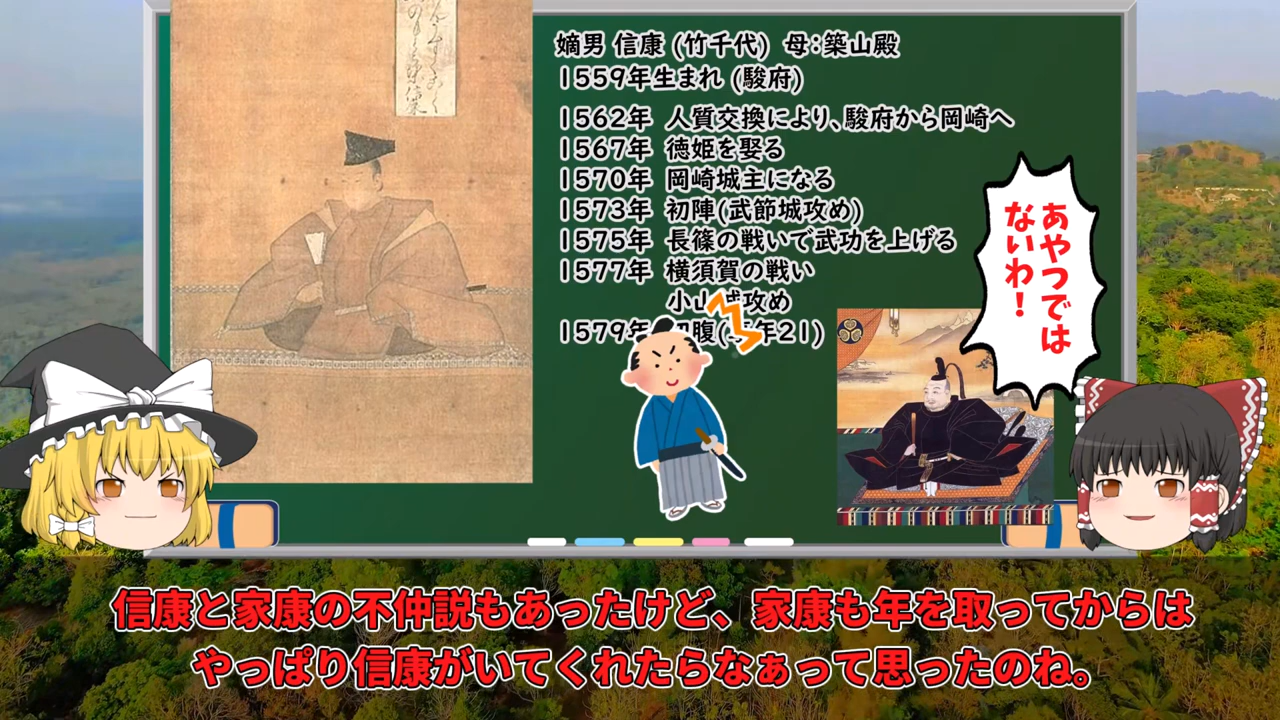 嫡男 信康 (竹千代) 母:築山殿
1559年生まれ (駿府)
1562年 人質交換により、駿府から岡崎へ
1567年 徳姫を娶る
1570年 岡崎城主になる
1573年 初陣(武節城攻め)
1575年 長篠の戦いで武功を上げる
1577年 横須賀の戦い
小山城攻め
1579年 腹( 年21)
あやつでは
ないわ!
信康と家康の不仲説もあったけど、家康も年を取ってからは
やっぱり信康がいてくれたらなぁって思ったのね。